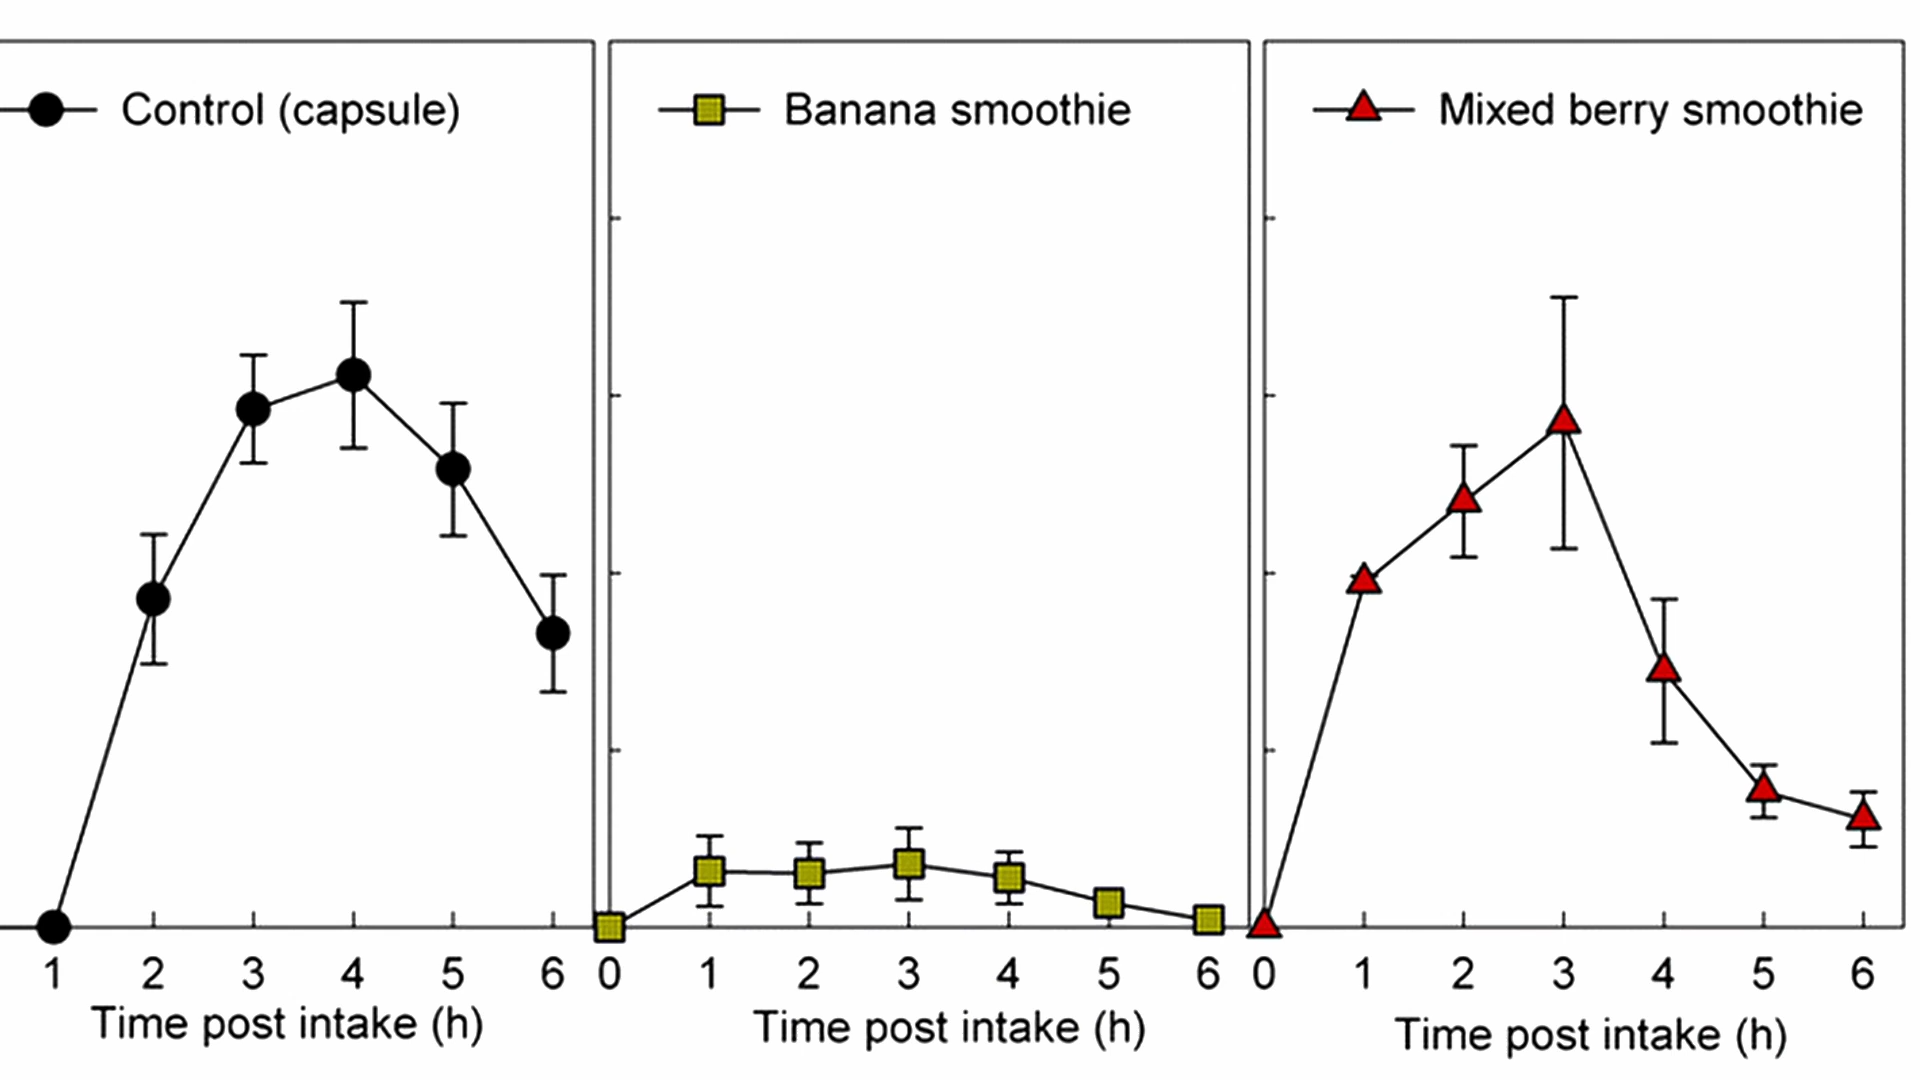 Control (capsule)
Banana smoothie
Mixed berry smoothie
1 2 3 4 5 6
0 1 2 3 4 5 6
0 1 2 3 4 5 6
Time post intake (h)
Time post intake (h)
Time post intake (h)